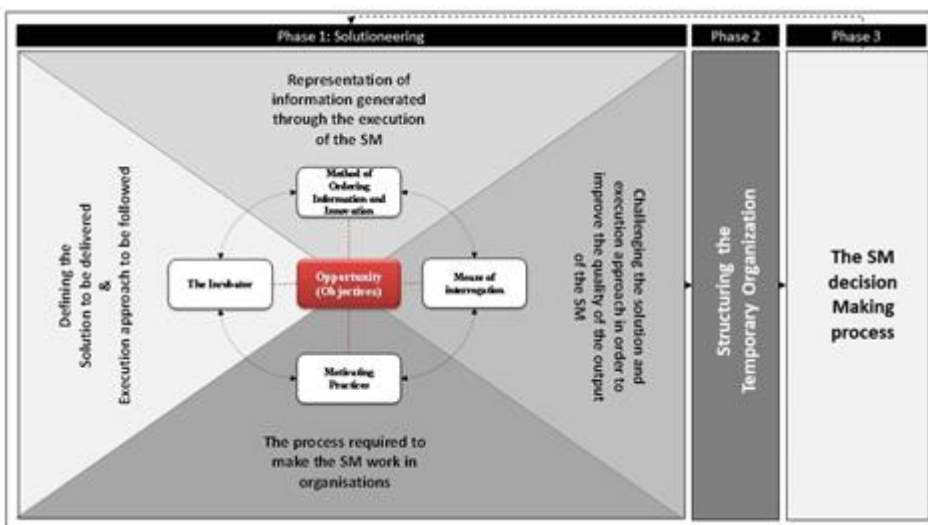 Phase 1: Solutioneering
Phase 2
Phase 3
Representation of
information generated
through the execution
of the SM
Method of
Ordering
Information and
Innovation
Defining the
Solution to be delivered
&
Execution approach to be followed
The Incubator
Opportunity
(Objectives)
Means of
interrogation
Challenging the solution and
execution approach in order to
improve the quality of the output
of the SM
Motivating
Practices
The process required to
make the SM work in
organisations
Structuring the
Temporary Organization
The SM
decision
Making
process